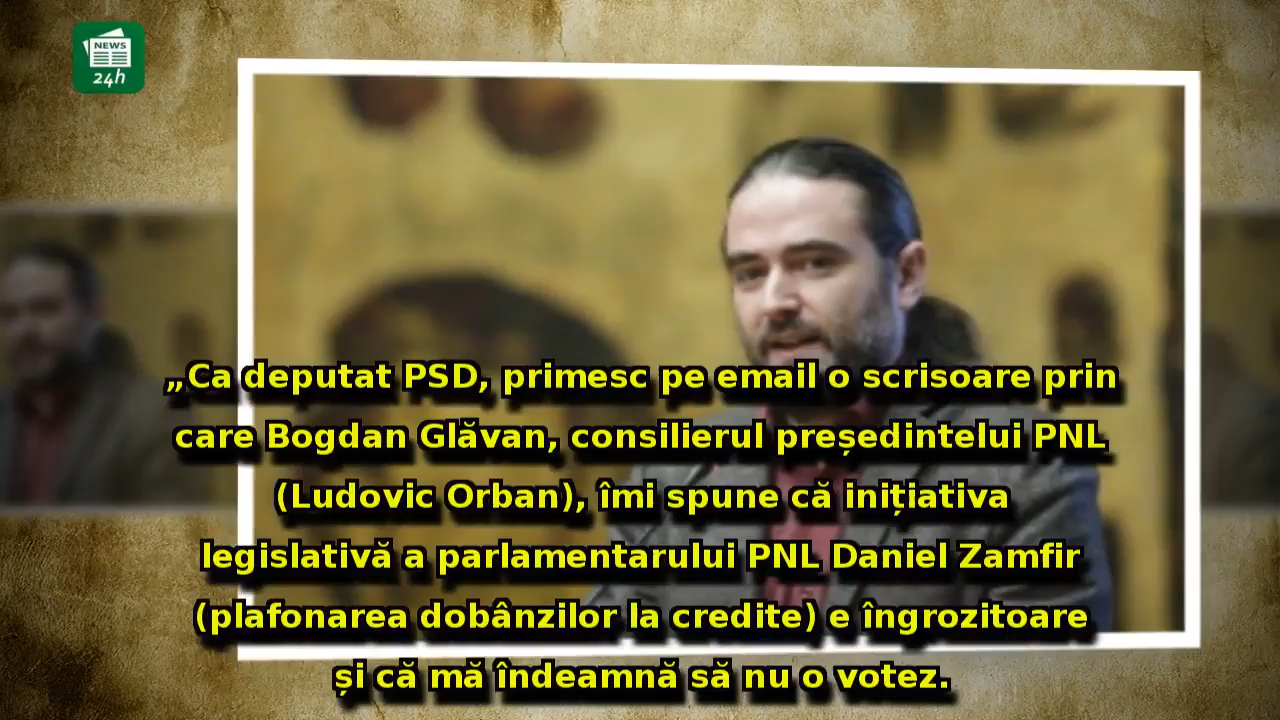 NEWS
24h
„Ca deputat PSD, primesc pe email o scrisoare prin
care Bogdan Glăvan, consilierul președintelui PNL
(Ludovic Orban), îmi spune că inițiativa
legislativă a parlamentarului PNL Daniel Zamfir
(plafonarea dobânzilor la credite) e îngrozitoare
și că mă îndeamnă să nu o votez.